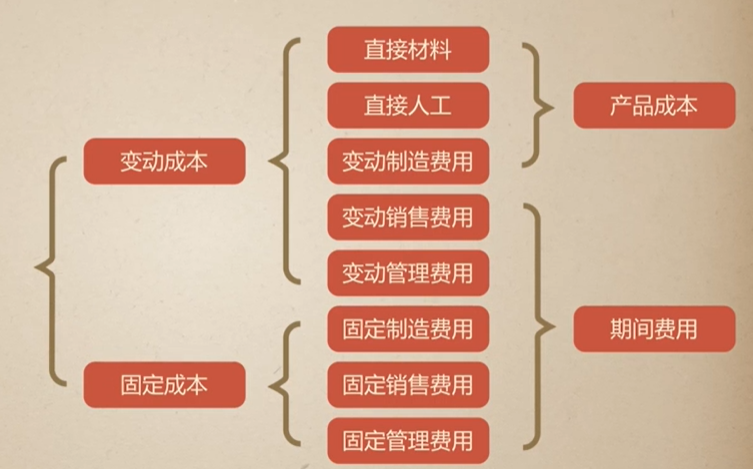 直接材料
直接人工
产品成本
变动成本
变动制造费用
变动销售费用
变动管理费用
固定制造费用
期间费用
固定成本
固定销售费用
固定管理费用